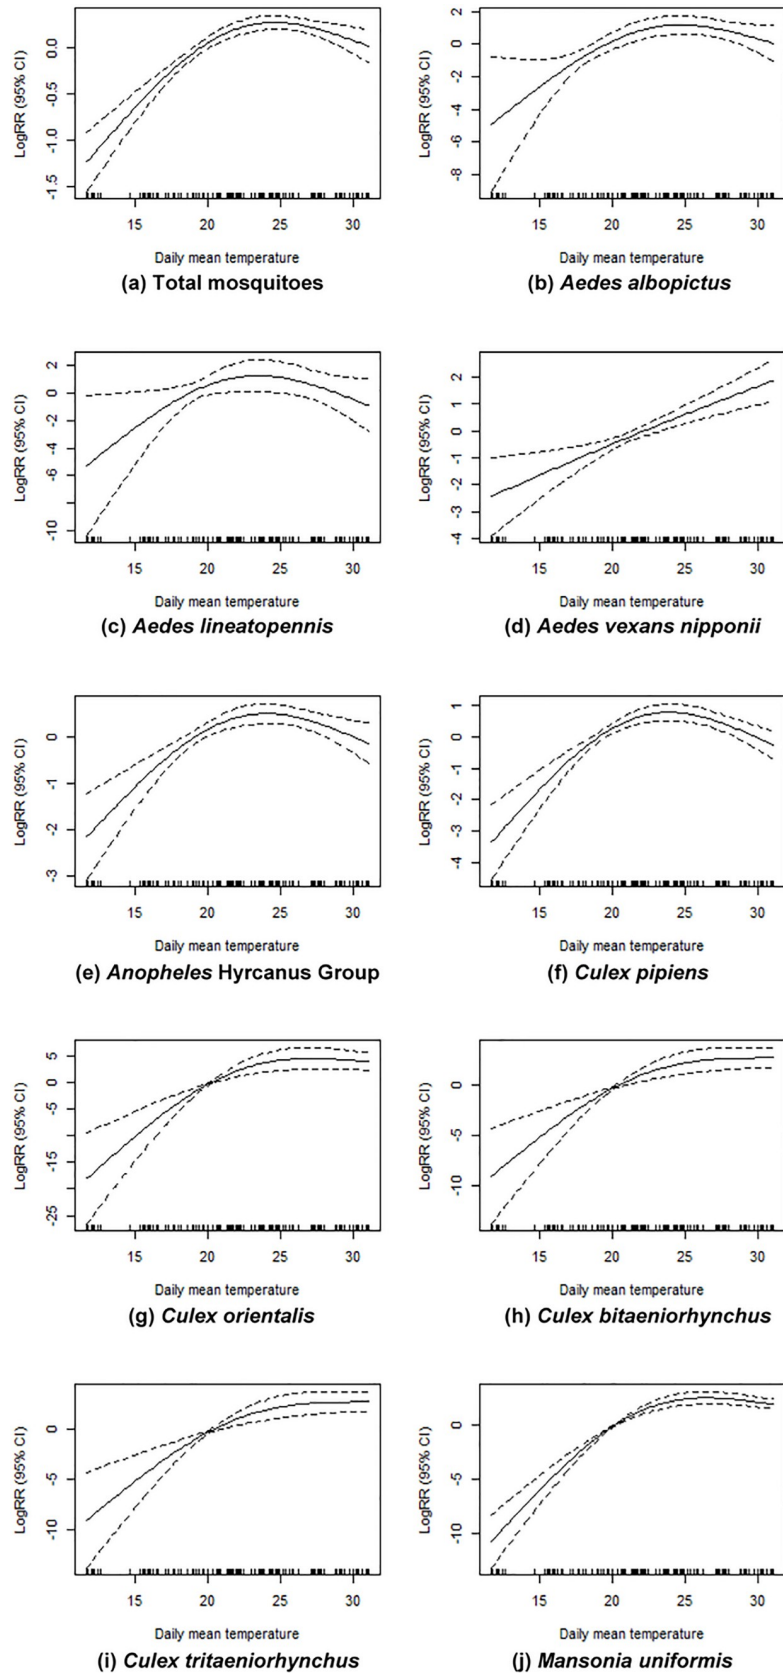 LogRR (95% CI)
0.0
-0.5
-1.0
-1.5
15 20 25 30
Daily mean temperature
(a) Total mosquitoes
LogRR (95% CI)
2
0
-2
-4
-6
-8
15 20 25 30
Daily mean temperature
(b) Aedes albopictus
LogRR (95% CI)
2
0
-2
-6
-10
15 20 25 30
Daily mean temperature
(c) Aedes lineatopennis
LogRR (95% CI)
2
1
0
-1
-2
-3
-4
15 20 25 30
Daily mean temperature
(d) Aedes vexans nipponii
LogRR (95% CI)
0
-1
-2
-3
15 20 25 30
Daily mean temperature
(e) Anopheles Hyrcanus Group
LogRR (95% CI)
1
0
-1
-2
-3
-4
15 20 25 30
Daily mean temperature
(f) Culex pipiens
LogRR (95% CI)
5
0
-5
-15
-25
15 20 25 30
Daily mean temperature
(g) Culex orientalis
LogRR (95% CI)
0
-5
-10
15 20 25 30
Daily mean temperature
(h) Culex bitaeniorhynchus
LogRR (95% CI)
0
-5
-10
15 20 25 30
Daily mean temperature
(i) Culex tritaeniorhynchus
LogRR (95% CI)
0
-5
-10
15 20 25 30
Daily mean temperature
(j) Mansonia uniformis